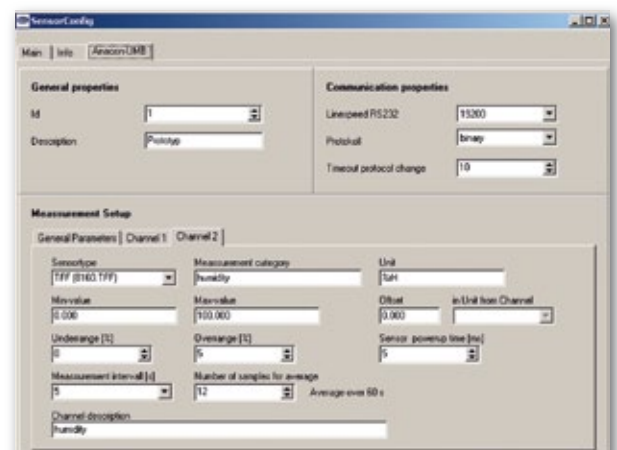 SensorConfig
Main Info Anacon-UMB
General properties
Id 1
Description Prototyp
Communication properties
Linespeed RS232 19200
Protokoll binary
Timeout protocol change 10
Meassurement Setup
General Parameters Channel 1 Channel 2
Sensortype Measurement category Unit
TFF (8160.TFF) humidity %rH
Min-value Max-value Offset in Unit from Channel
0.000 100.000 0.000
Underrange [%] Overrange [%] Sensor powerup time [ms]
0 5 5
Measurement intervall [s] Number of samples for average
5 12 Average over 60 s
Channel description
humidity